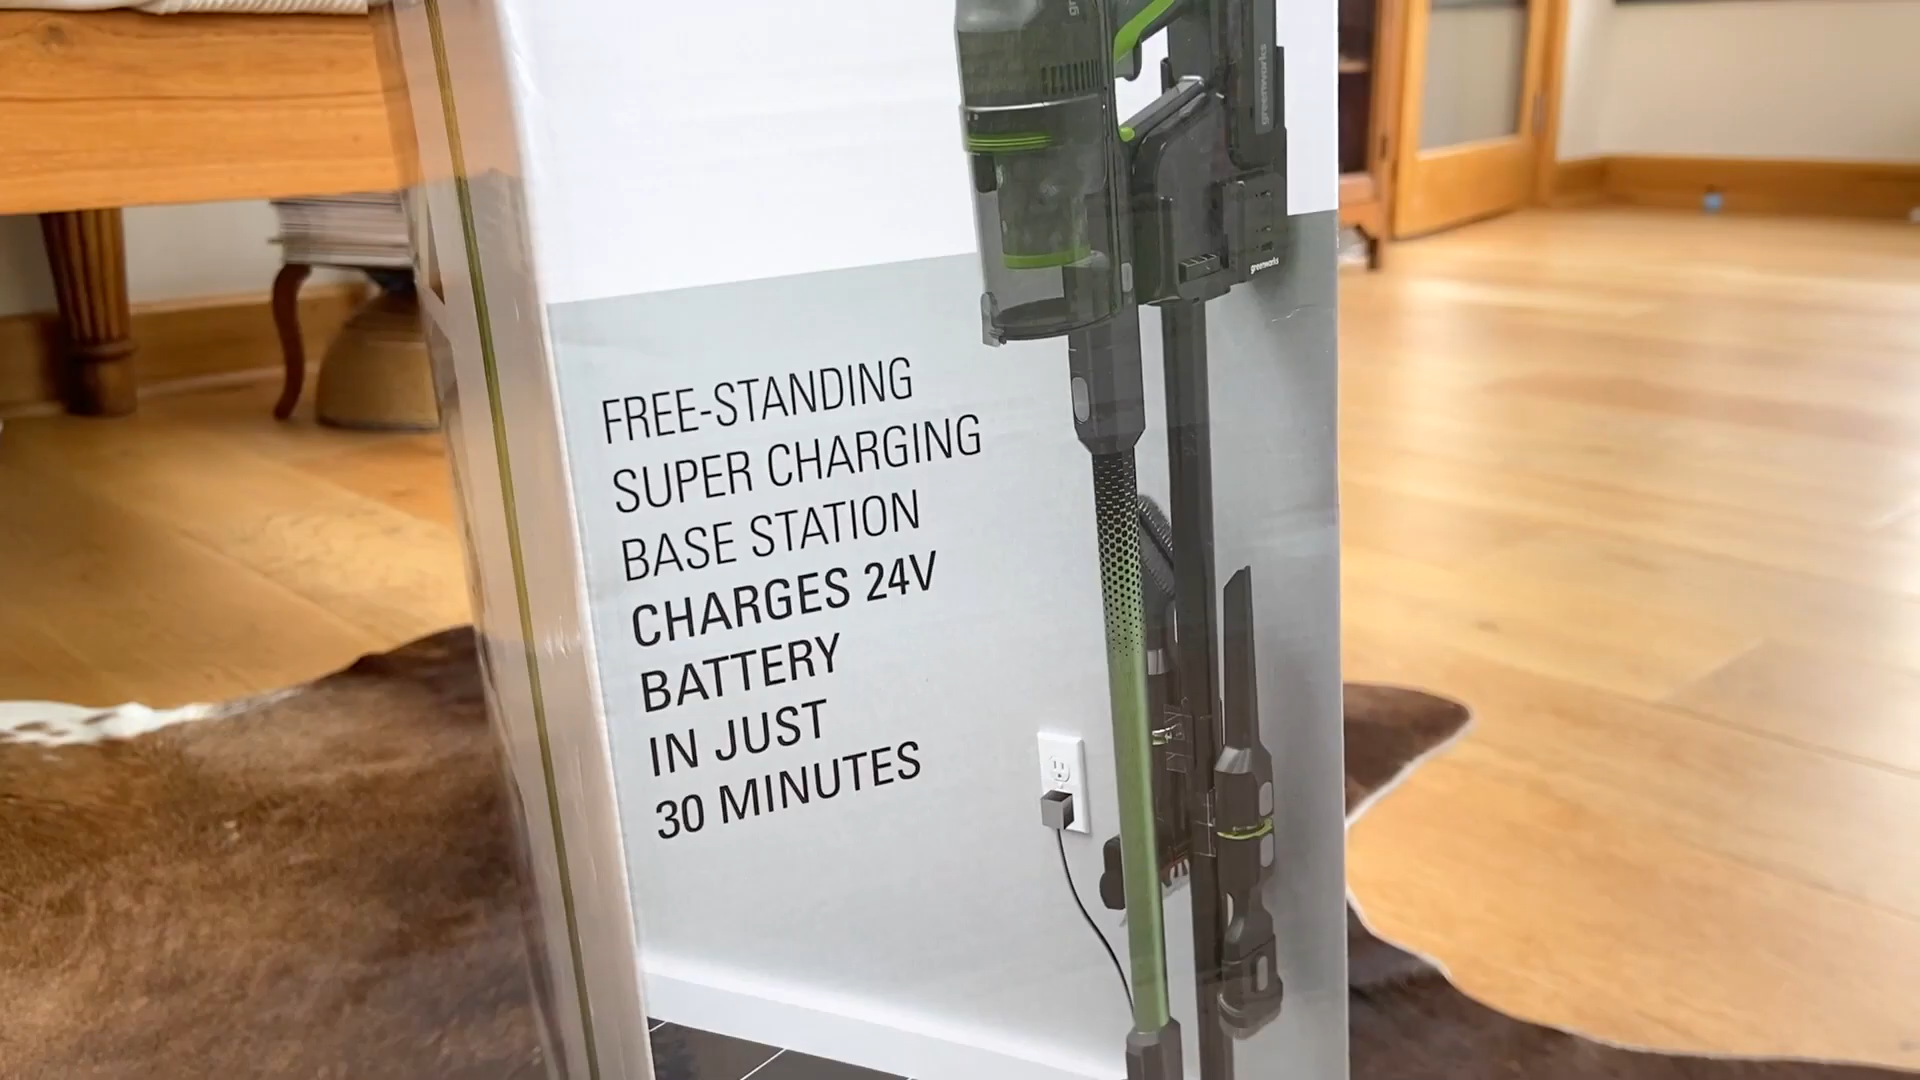 greenworks
greenworks
FREE-STANDING
SUPER CHARGING
BASE STATION
CHARGES 24V
BATTERY
IN JUST
30 MINUTES